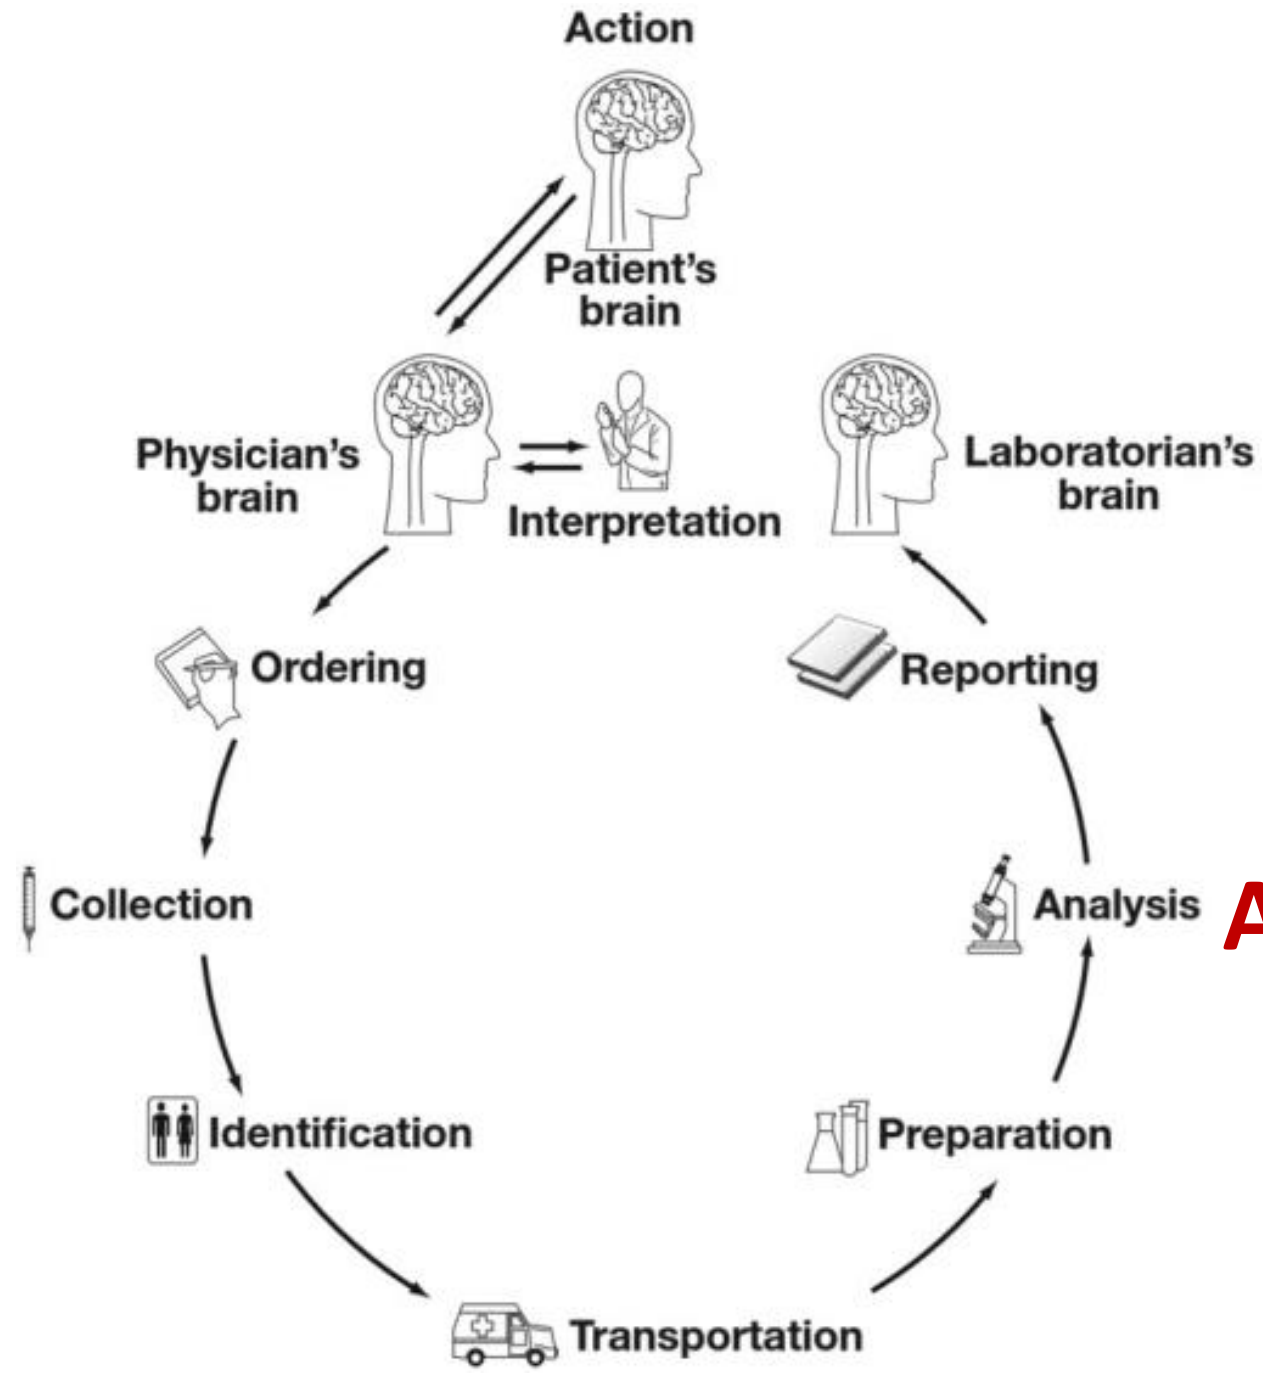 Action
Patient's
brain
Physician's
brain
Interpretation
Laboratorian's
brain
Ordering
Reporting
Collection
Analysis
A
Identification
Preparation
Transportation